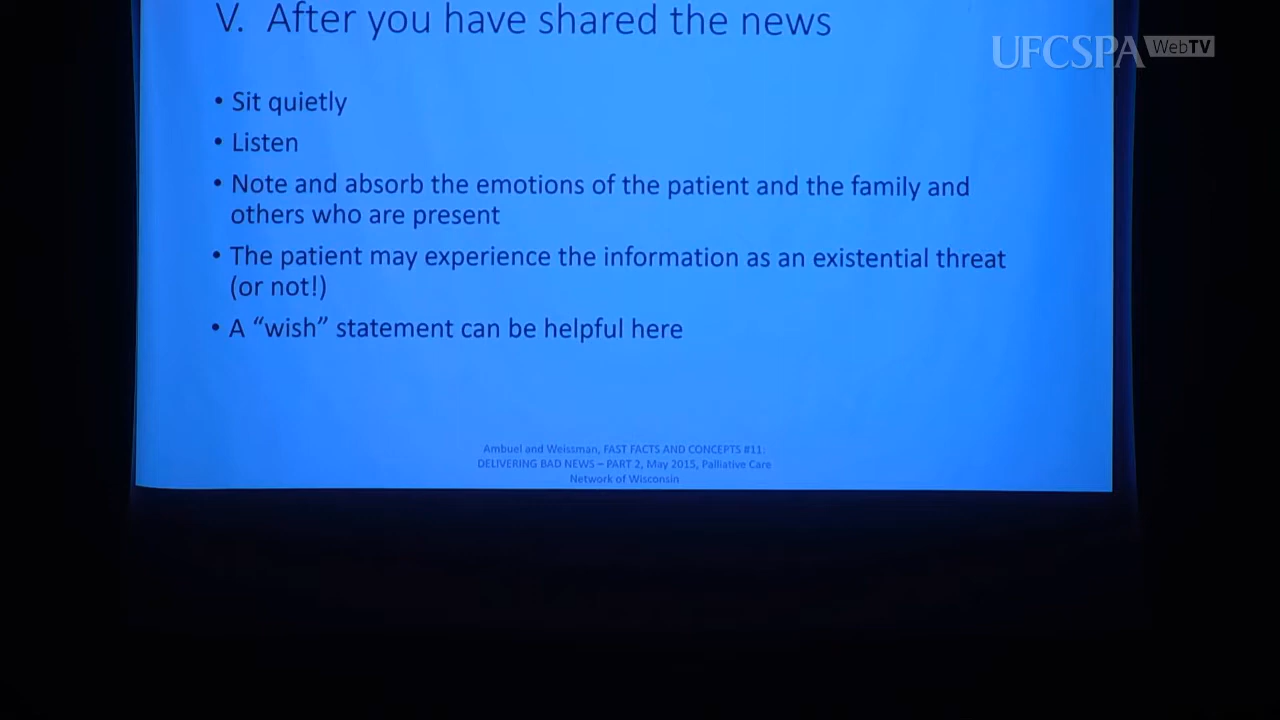 V. After you have shared the news
UFCSPA WebTV
• Sit quietly
• Listen
• Note and absorb the emotions of the patient and the family and
others who are present
• The patient may experience the information as an existential threat
(or not!)
• A “wish” statement can be helpful here
Ambuel and Weissman, FAST FACTS AND CONCEPTS #11:
DELIVERING BAD NEWS – PART 2, May 2015, Palliative Care
Network of Wisconsin